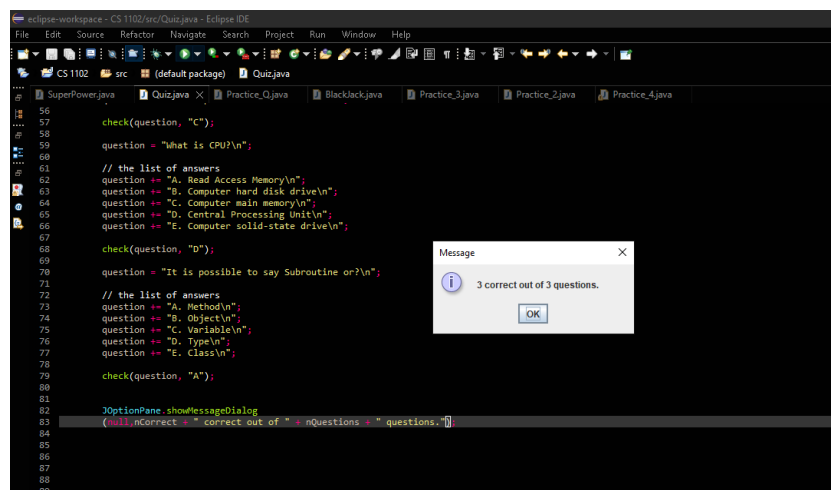 eclipse-workspace - CS 1102/src/Quiz.java - Eclipse IDE
File Edit Source Refactor Navigate Search Project Run Window Help
CS 1102 src (default package) Quiz.java
SuperPower.java Quiz.java Practice_Q.java BlackJack.java Practice_3.java Practice_2.java Practice_4.java
56
57 check(question, "C");
58
59 question = "What is CPU?\n";
60
61 // the list of answers
62 question += "A. Read Access Memory\n";
63 question += "B. Computer hard disk drive\n";
64 question += "C. Computer main memory\n";
65 question += "D. Central Processing Unit\n";
66 question += "E. Computer solid-state drive\n";
67
68 check(question, "D");
69
70 question = "It is possible to say Subroutine or?\n";
71
72 // the list of answers
73 question += "A. Method\n";
74 question += "B. Object\n";
75 question += "C. Variable\n";
76 question += "D. Type\n";
77 question += "E. Class\n";
78
79 check(question, "A");
80
81
82 JOptionPane.showMessageDialog
83 (null,nCorrect + " correct out of " + nQuestions + " questions.");
84
85
86
87
88
Message
3 correct out of 3 questions.
OK